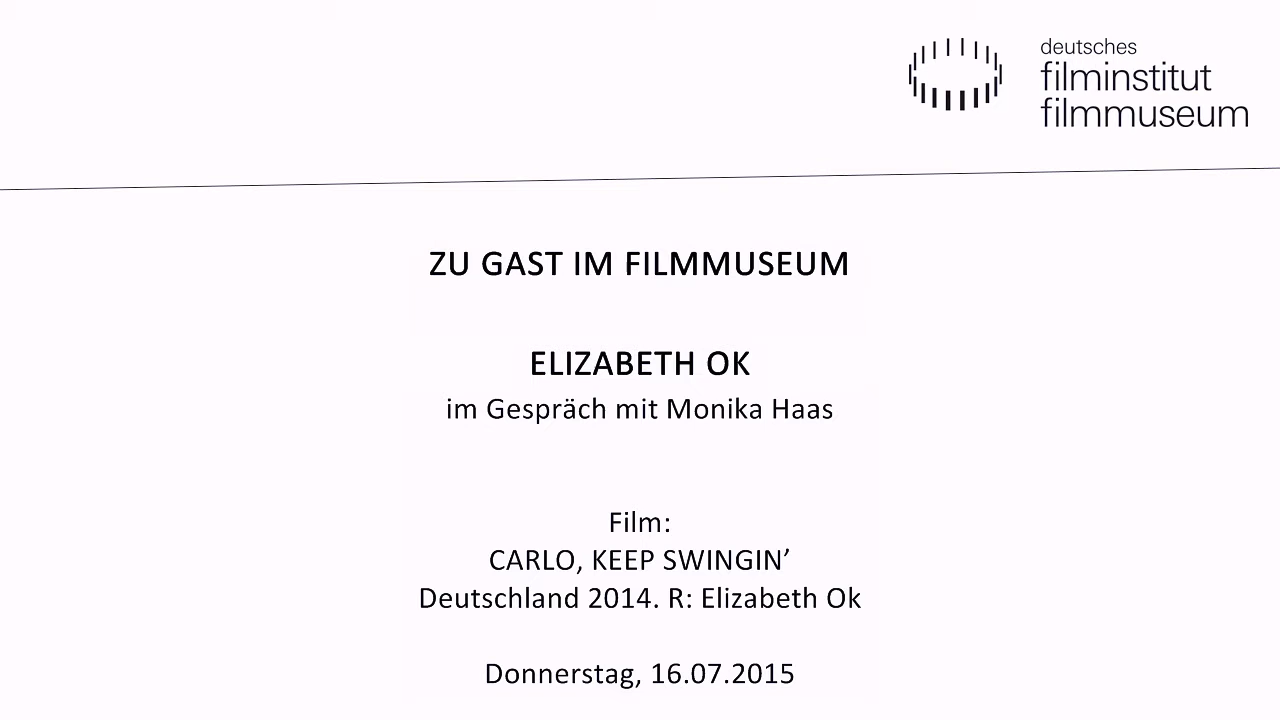 deutsches
filminstitut
filmmuseum
ZU GAST IM FILMMUSEUM
ELIZABETH OK
im Gespräch mit Monika Haas
Film:
CARLO, KEEP SWINGIN’
Deutschland 2014. R: Elizabeth Ok
Donnerstag, 16.07.2015